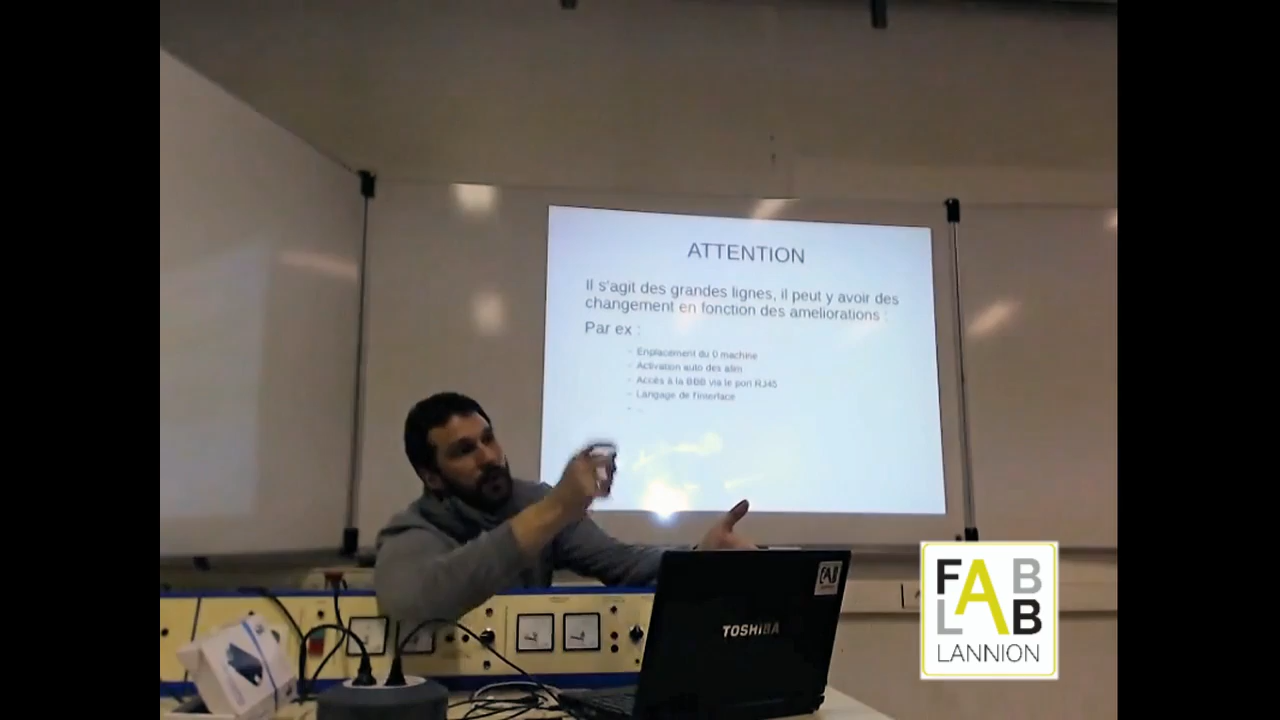 ATTENTION
Il s'agit des grandes lignes, il peut y avoir des
changement en fonction des ameliorations :
Par ex :
- Enplacement du 0 machine
- Activation auto des alim
- Accès à la BBB via le port RJ45
- Langage de l'interface
- ...
TOSHIBA
FAB
LAB
LANNION